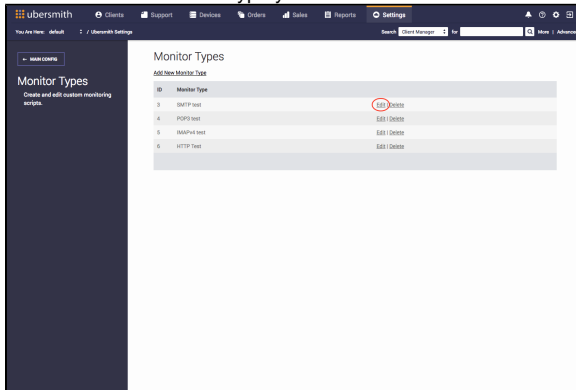 ubersmith Clients Support Devices Orders Sales Reports Settings
You Are Here: default / Ubersmith Settings Search Client Manager for More | Advanced
← MAIN CONFIG
Monitor Types
Create and edit custom monitoring
scripts.
Monitor Types
Add New Monitor Type
ID Monitor Type
3 SMTP test Edit | Delete
4 POP3 test Edit | Delete
5 IMAPv4 test Edit | Delete
6 HTTP Test Edit | Delete